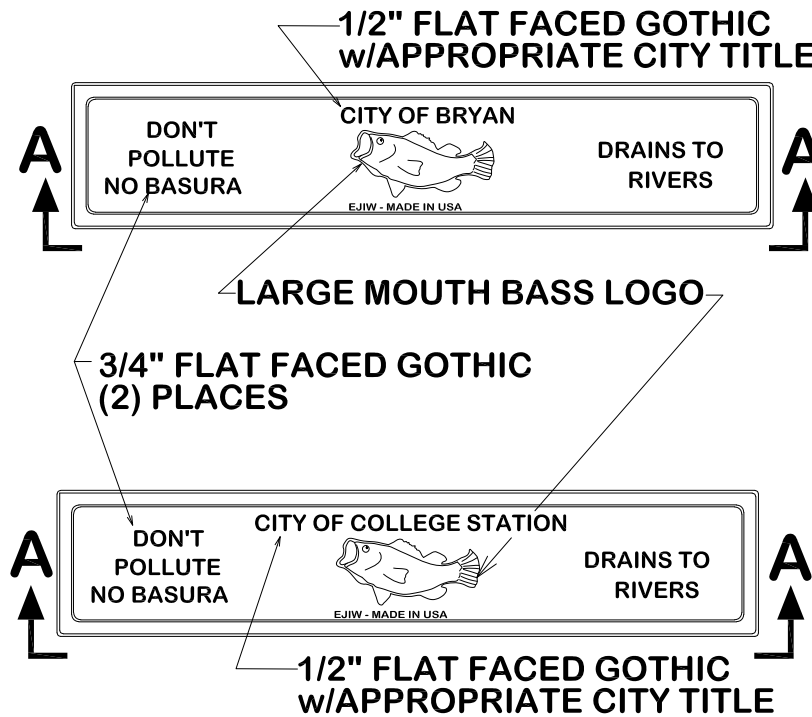 1/2" FLAT FACED GOTHIC
w/APPROPRIATE CITY TITLE
A
DON'T
POLLUTE
NO BASURA
CITY OF BRYAN
EJIW - MADE IN USA
DRAINS TO
RIVERS
A
LARGE MOUTH BASS LOGO
3/4" FLAT FACED GOTHIC
(2) PLACES
A
DON'T
POLLUTE
NO BASURA
CITY OF COLLEGE STATION
EJIW - MADE IN USA
DRAINS TO
RIVERS
A
1/2" FLAT FACED GOTHIC
w/APPROPRIATE CITY TITLE